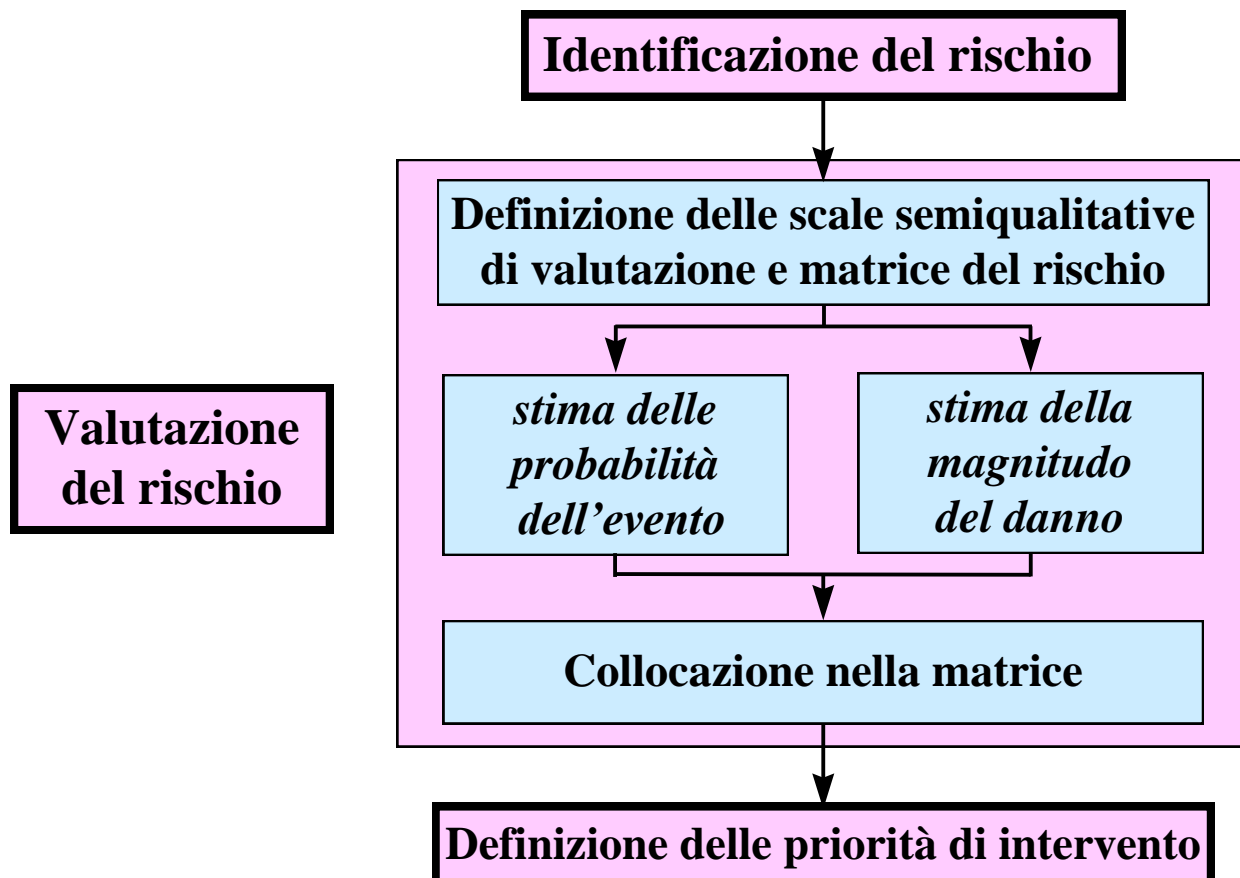 Identificazione del rischio
Definizione delle scale semiqualitative
di valutazione e matrice del rischio
Valutazione
del rischio
stima delle
probabilità
dell’evento
stima della
magnitudo
del danno
Collocazione nella matrice
Definizione delle priorità di intervento